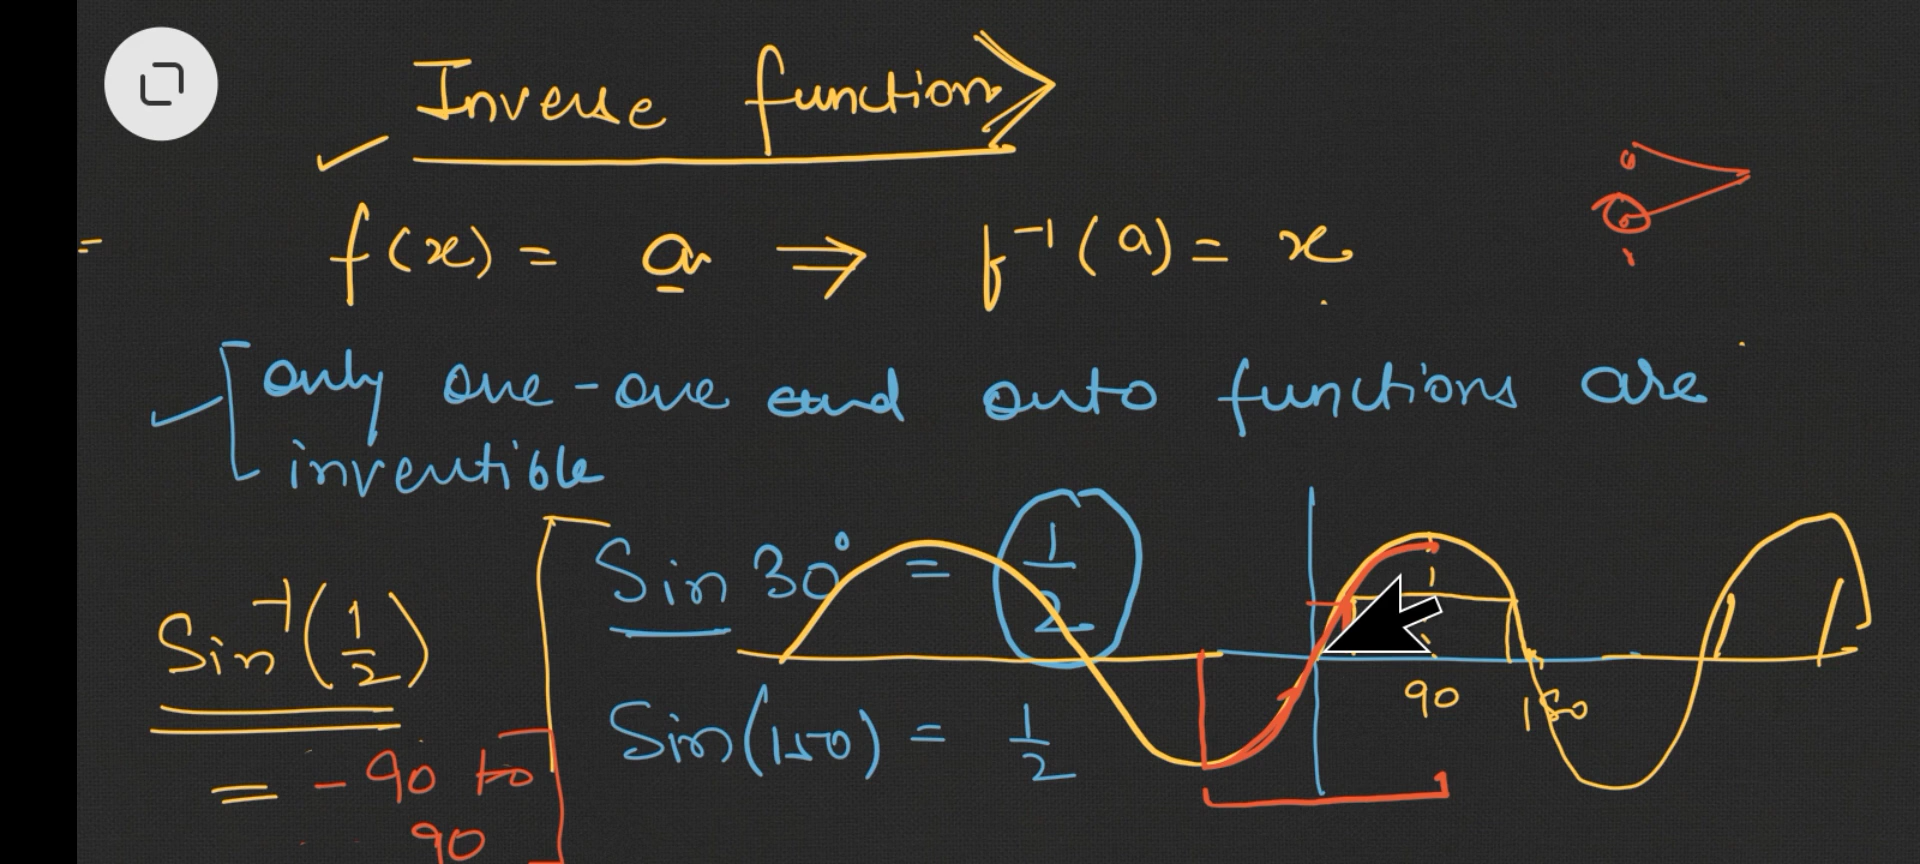 Inverse function
f(x) = a ⇒ f⁻¹(a) = x
=
only one-one and onto functions are
invertible
Sin 30° = 1/2
Sin⁻¹(1/2)
Sin(150) = 1/2
90 180
= -90 to
90